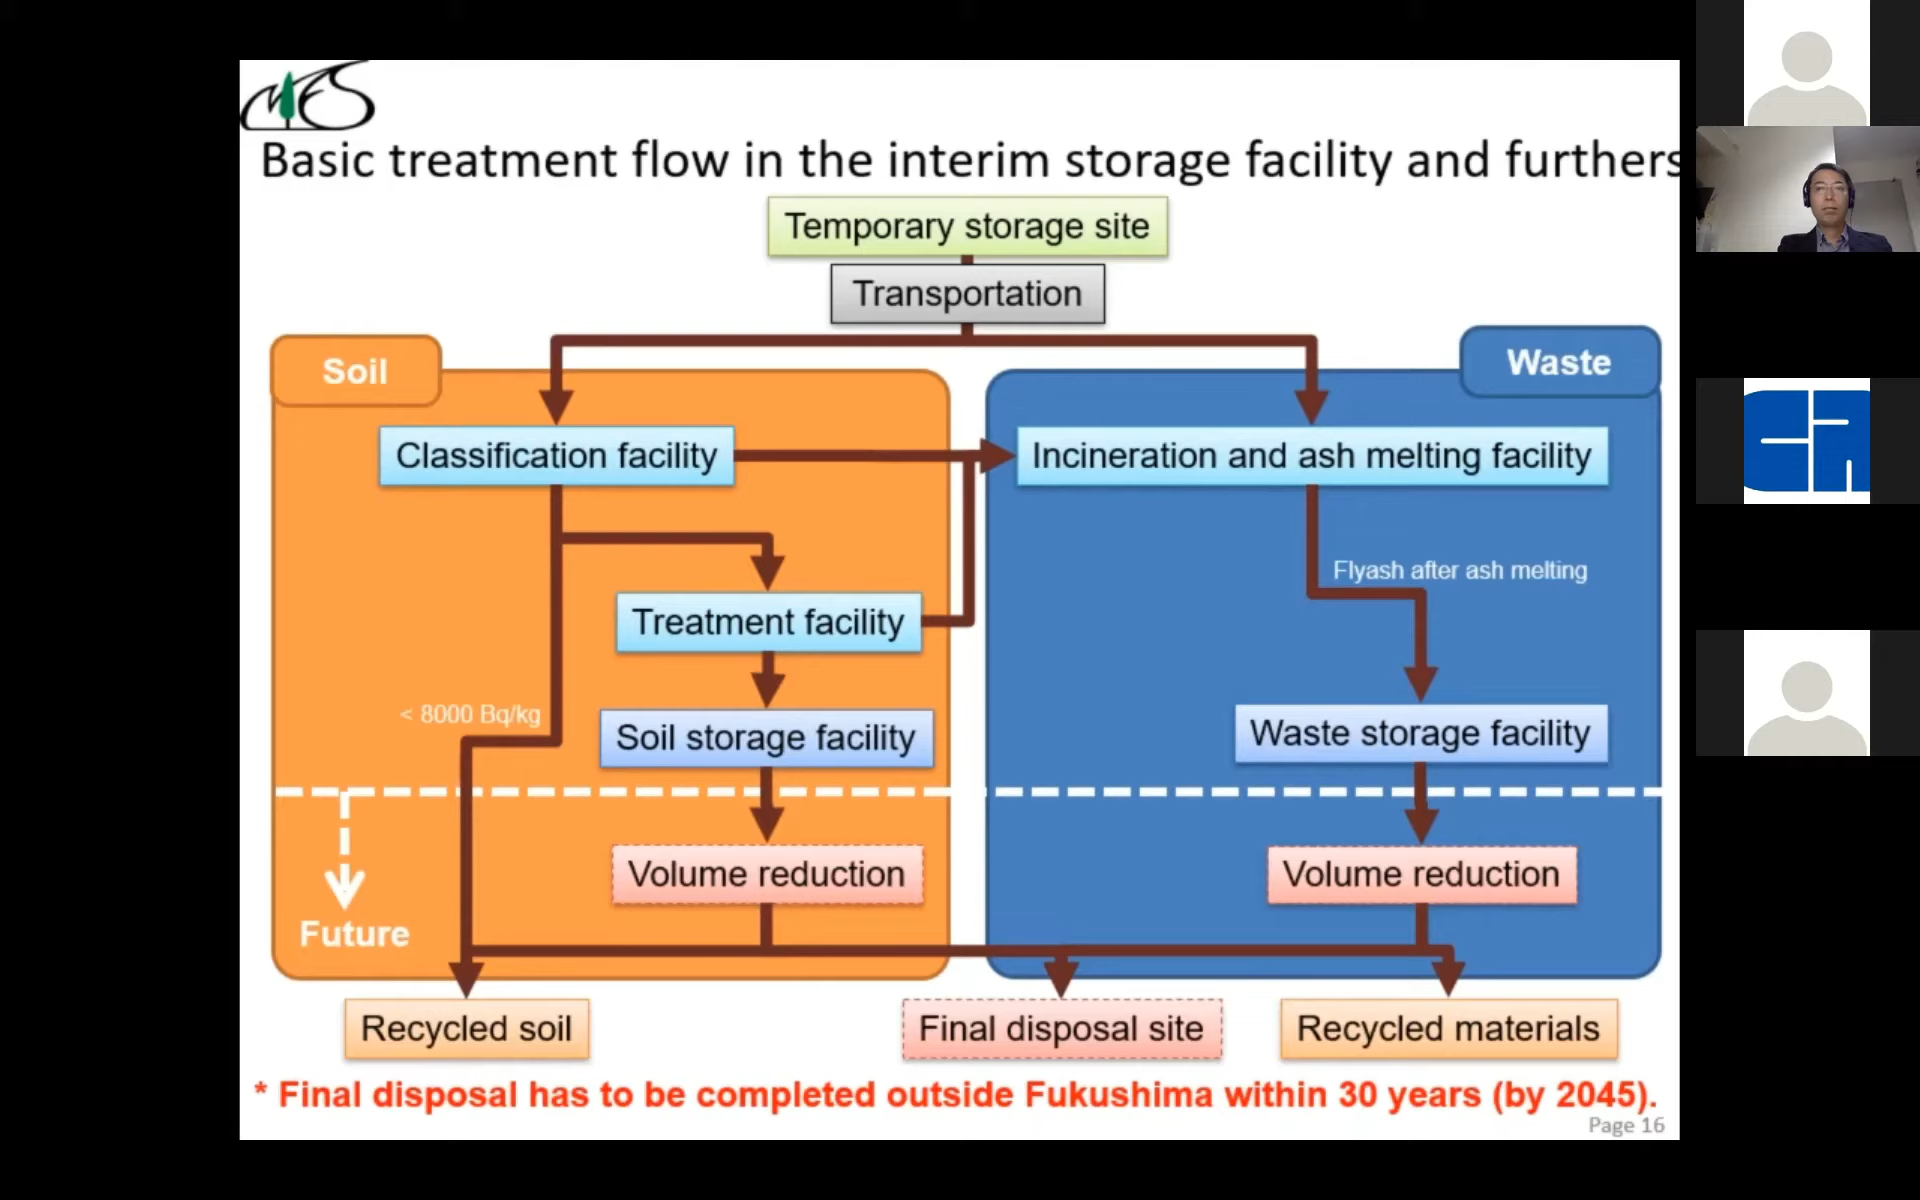 MES
Basic treatment flow in the interim storage facility and furthers
Temporary storage site
Transportation
Soil
Waste
Classification facility
Incineration and ash melting facility
Flyash after ash melting
Treatment facility
< 8000 Bq/kg
Soil storage facility
Waste storage facility
Volume reduction
Volume reduction
Future
Recycled soil
Final disposal site
Recycled materials
* Final disposal has to be completed outside Fukushima within 30 years (by 2045).
Page 16